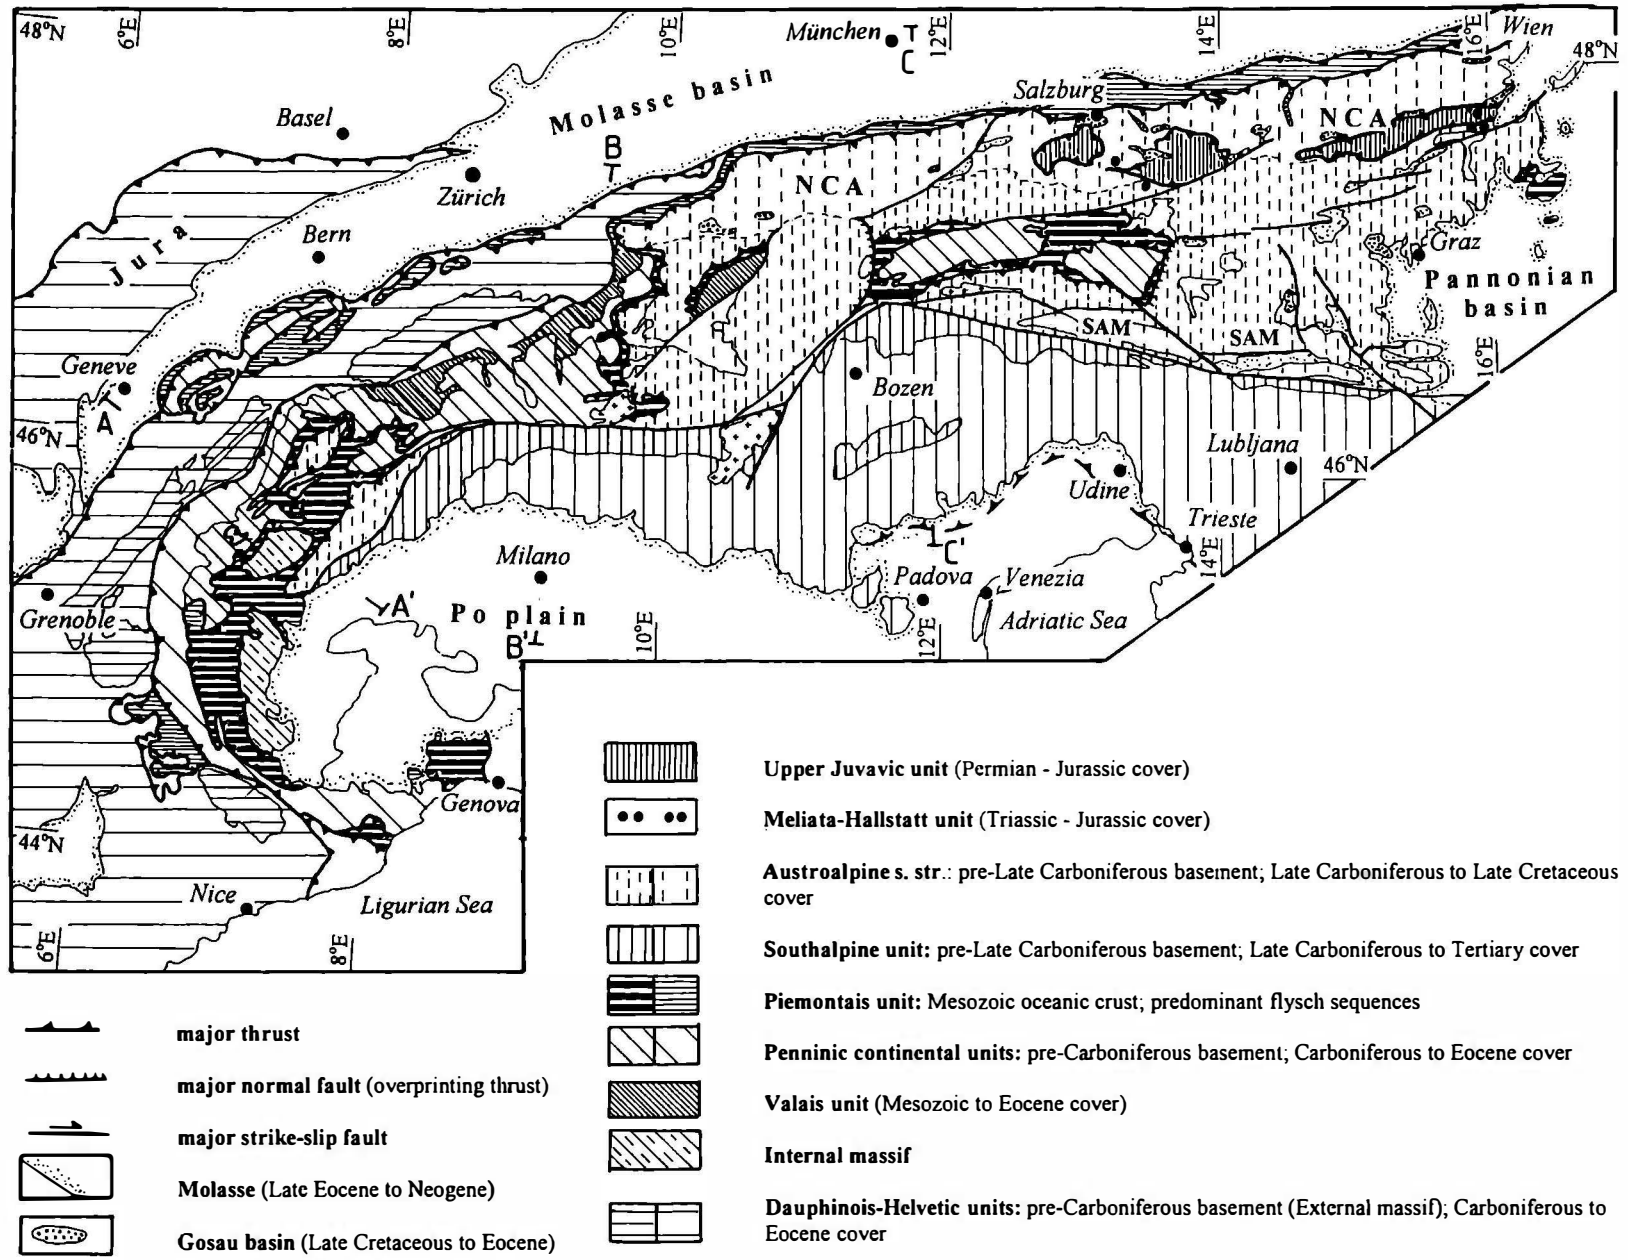 48°N
6°E
8°E
10°E
München
T
C
12°E
14°E
16°E
Wien
48°N
Basel
Molasse basin
Salzburg
NCA
B
Zürich
NCA
Jura
Bern
Graz
Pannonian
basin
SAM
SAM
16°E
Geneve
A
Bozen
46°N
Lubljana
46°N
Udine
Trieste
14°E
Milano
C'
Padova
Venezia
Grenoble
A'
Po plain
B'
10°E
12°E
Adriatic Sea
Genova
44°N
Nice
Ligurian Sea
6°E
8°E
major thrust
major normal fault (overprinting thrust)
major strike-slip fault
Molasse (Late Eocene to Neogene)
Gosau basin (Late Cretaceous to Eocene)
Upper Juvavic unit (Permian - Jurassic cover)
Meliata-Hallstatt unit (Triassic - Jurassic cover)
Austroalpine s. str.: pre-Late Carboniferous basement; Late Carboniferous to Late Cretaceous
cover
Southalpine unit: pre-Late Carboniferous basement; Late Carboniferous to Tertiary cover
Piemontais unit: Mesozoic oceanic crust; predominant flysch sequences
Penninic continental units: pre-Carboniferous basement; Carboniferous to Eocene cover
Valais unit (Mesozoic to Eocene cover)
Internal massif
Dauphinois-Helvetic units: pre-Carboniferous basement (External massif); Carboniferous to
Eocene cover